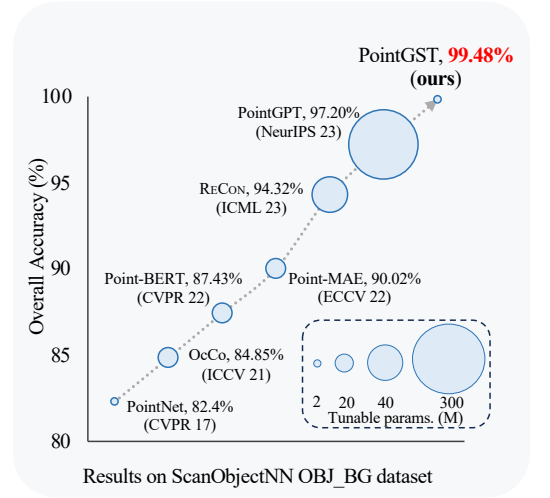 PointGST, 99.48%
(ours)
100
PointGPT, 97.20%
(NeurIPS 23)
95
RECON, 94.32%
(ICML 23)
90
Point-BERT, 87.43%
(CVPR 22)
Point-MAE, 90.02%
(ECCV 22)
85
OcCo, 84.85%
(ICCV 21)
PointNet, 82.4%
(CVPR 17)
80
Overall Accuracy (%)
2 20 40 300
Tunable params. (M)
Results on ScanObjectNN OBJ_BG dataset